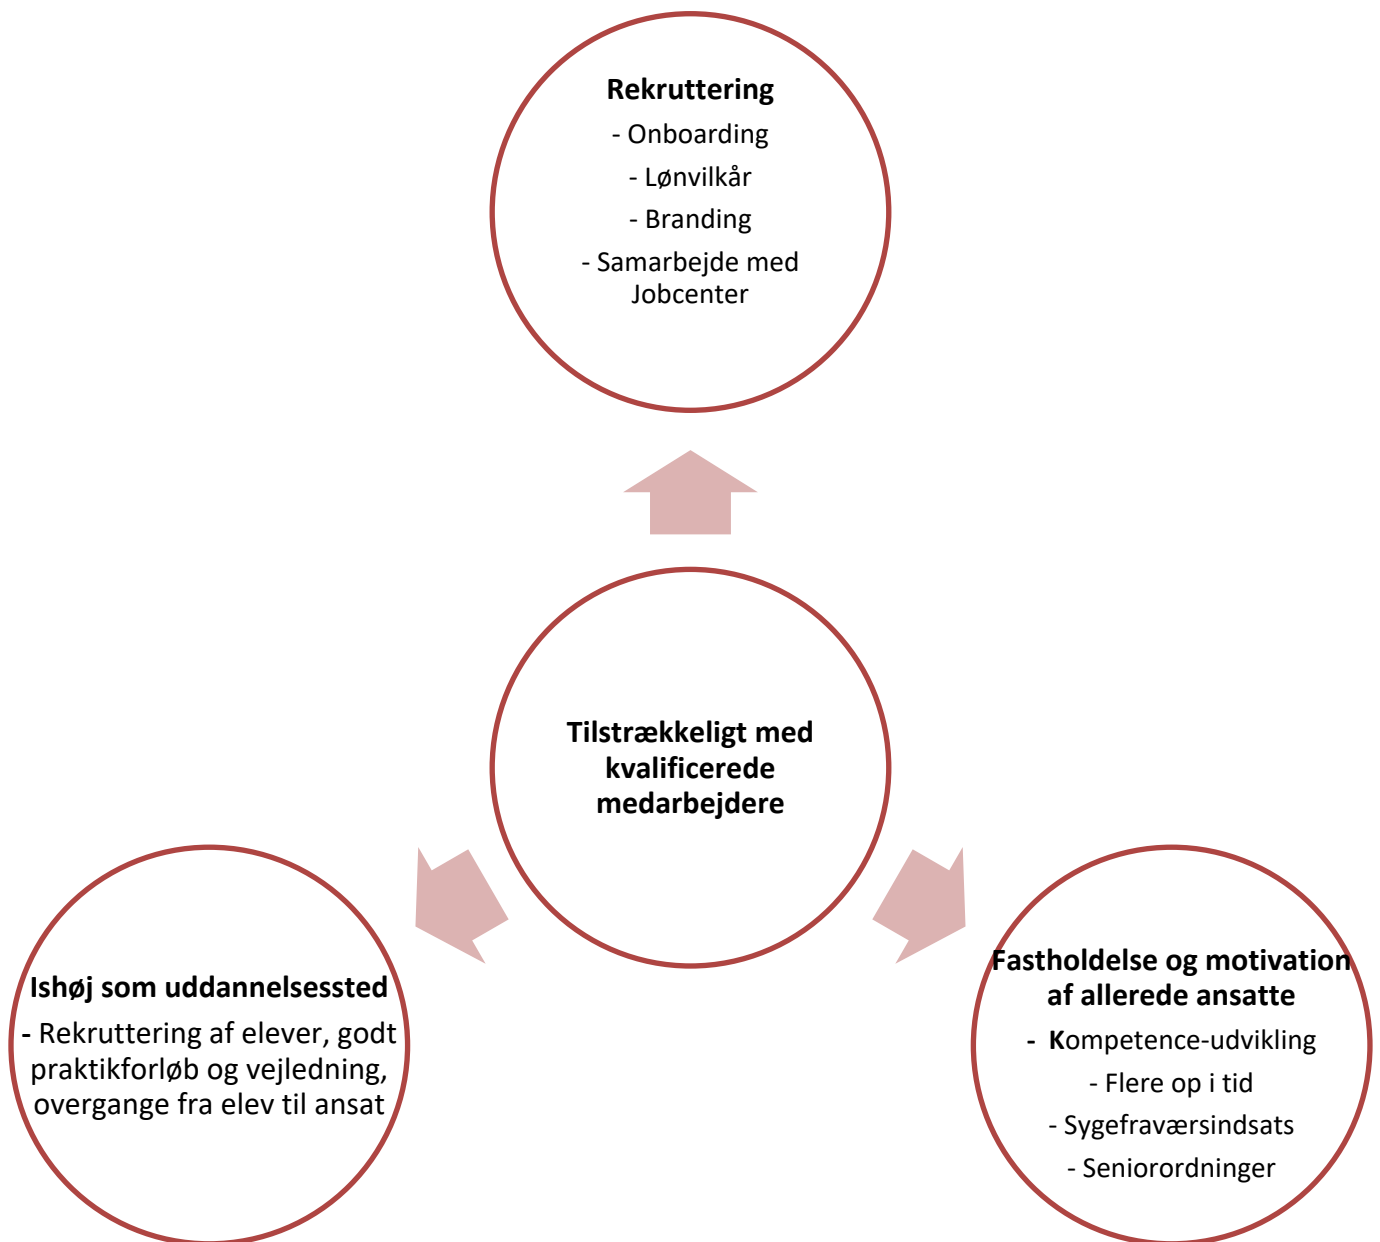 Rekruttering
- Onboarding
- Lønvilkår
- Branding
- Samarbejde med
Jobcenter
Tilstrækkeligt med
kvalificerede
medarbejdere
Ishøj som uddannelsessted
- Rekruttering af elever, godt
praktikforløb og vejledning,
overgange fra elev til ansat
Fastholdelse og motivation
af allerede ansatte
- Kompetence-udvikling
- Flere op i tid
- Sygefraværsindsats
- Seniorordninger